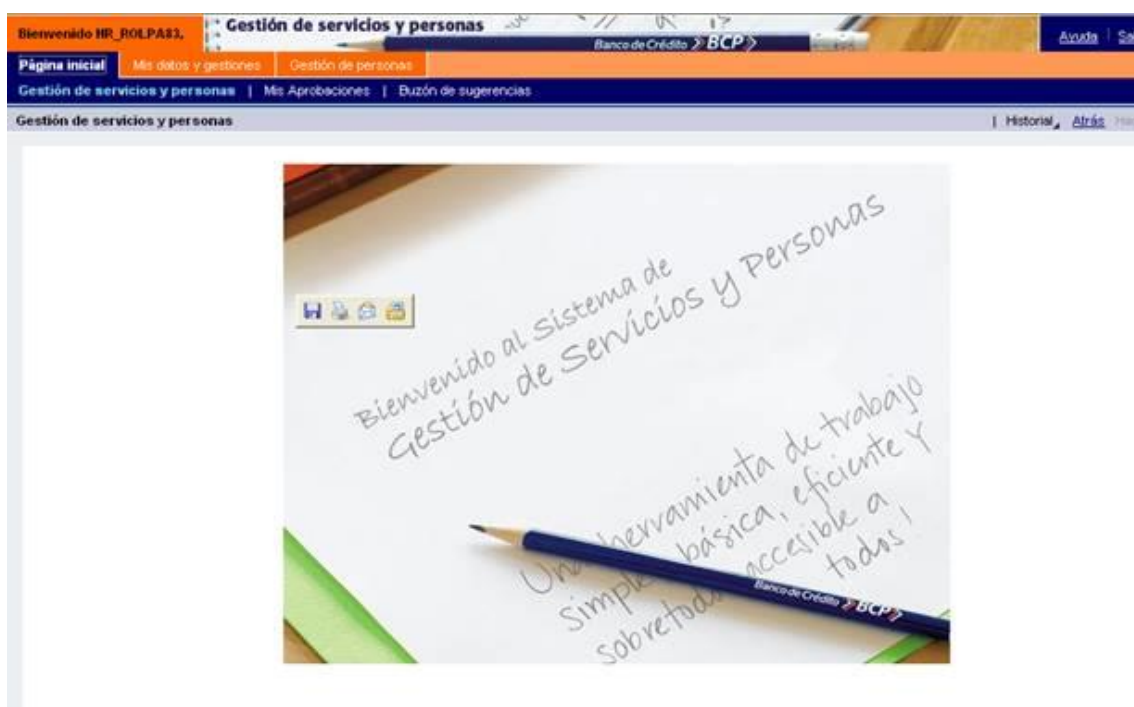 Bienvenido HR_ROLPA83,
Gestión de servicios y personas
Banco de Crédito BCP
Ayuda
Página inicial
Mis datos y gestiones
Gestión de personas
Gestión de servicios y personas | Mis Aprobaciones | Buzón de sugerencias
Gestión de servicios y personas
| Historial Atrás
Bienvenido al Sistema de
Gestión de Servicios y Personas
Una herramienta de trabajo
Simple, básica, eficiente y
sobretodo accesible a
todos!
Banco de Crédito BCP